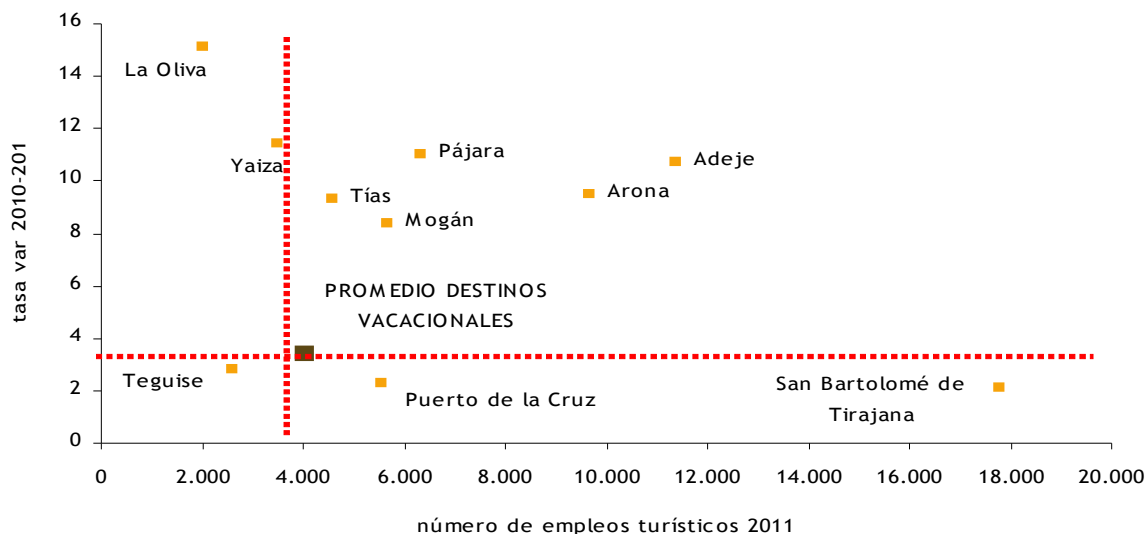 16
14
12
10
8
6
4
2
0
tasa var 2010-201
La Oliva
Yaiza
Pájara
Adeje
Tías
Arona
Mogán
PROMEDIO DESTINOS
VACACIONALES
Teguise
Puerto de la Cruz
San Bartolomé de
Tirajana
0 2.000 4.000 6.000 8.000 10.000 12.000 14.000 16.000 18.000 20.000
número de empleos turísticos 2011